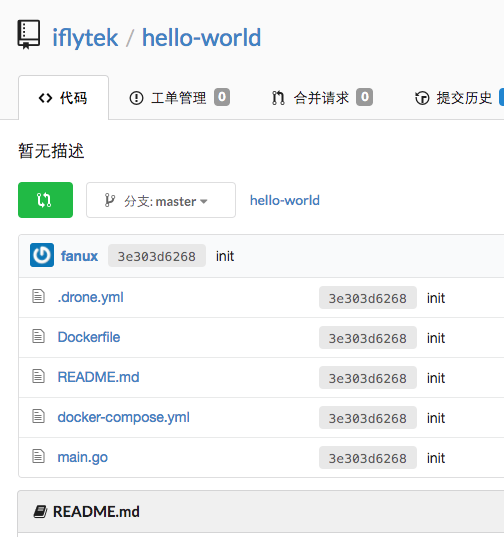 iflytek / hello-world
代码 工单管理 0 合并请求 0 提交历史
暂无描述
分支: master hello-world
fanux 3e303d6268 init
.drone.yml 3e303d6268 init
Dockerfile 3e303d6268 init
README.md 3e303d6268 init
docker-compose.yml 3e303d6268 init
main.go 3e303d6268 init
README.md